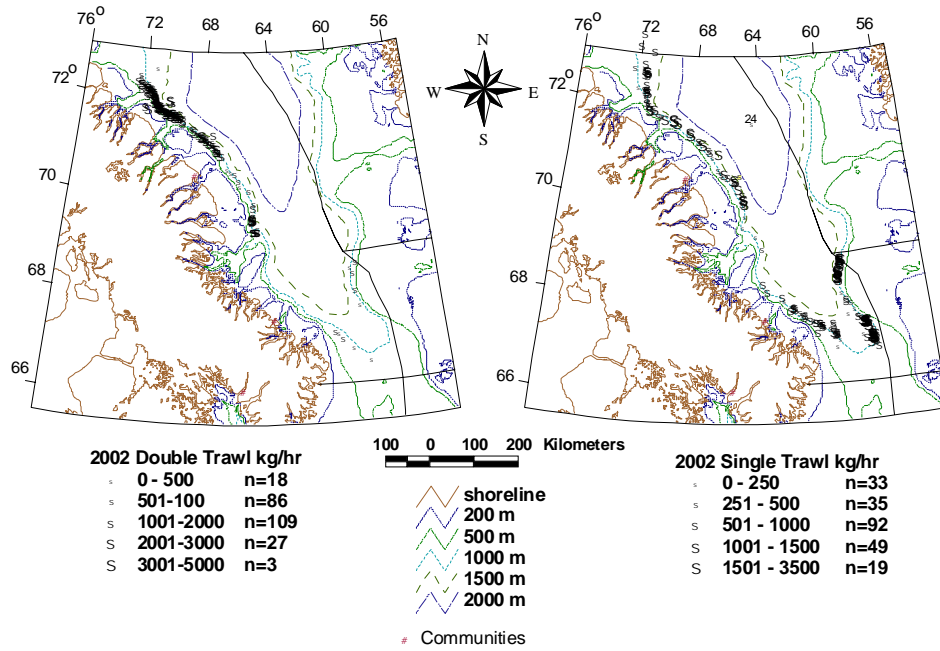 76° 72 68 64 60 56
72°
70
68
66
N
W E
S
76° 72 68 64 60 56
72°
24
70
68
66
100 0 100 200 Kilometers
2002 Double Trawl kg/hr
s 0 - 500 n=18
s 501-100 n=86
S 1001-2000 n=109
S 2001-3000 n=27
S 3001-5000 n=3
shoreline
200 m
500 m
1000 m
1500 m
2000 m
# Communities
2002 Single Trawl kg/hr
s 0 - 250 n=33
s 251 - 500 n=35
S 501 - 1000 n=92
S 1001 - 1500 n=49
S 1501 - 3500 n=19